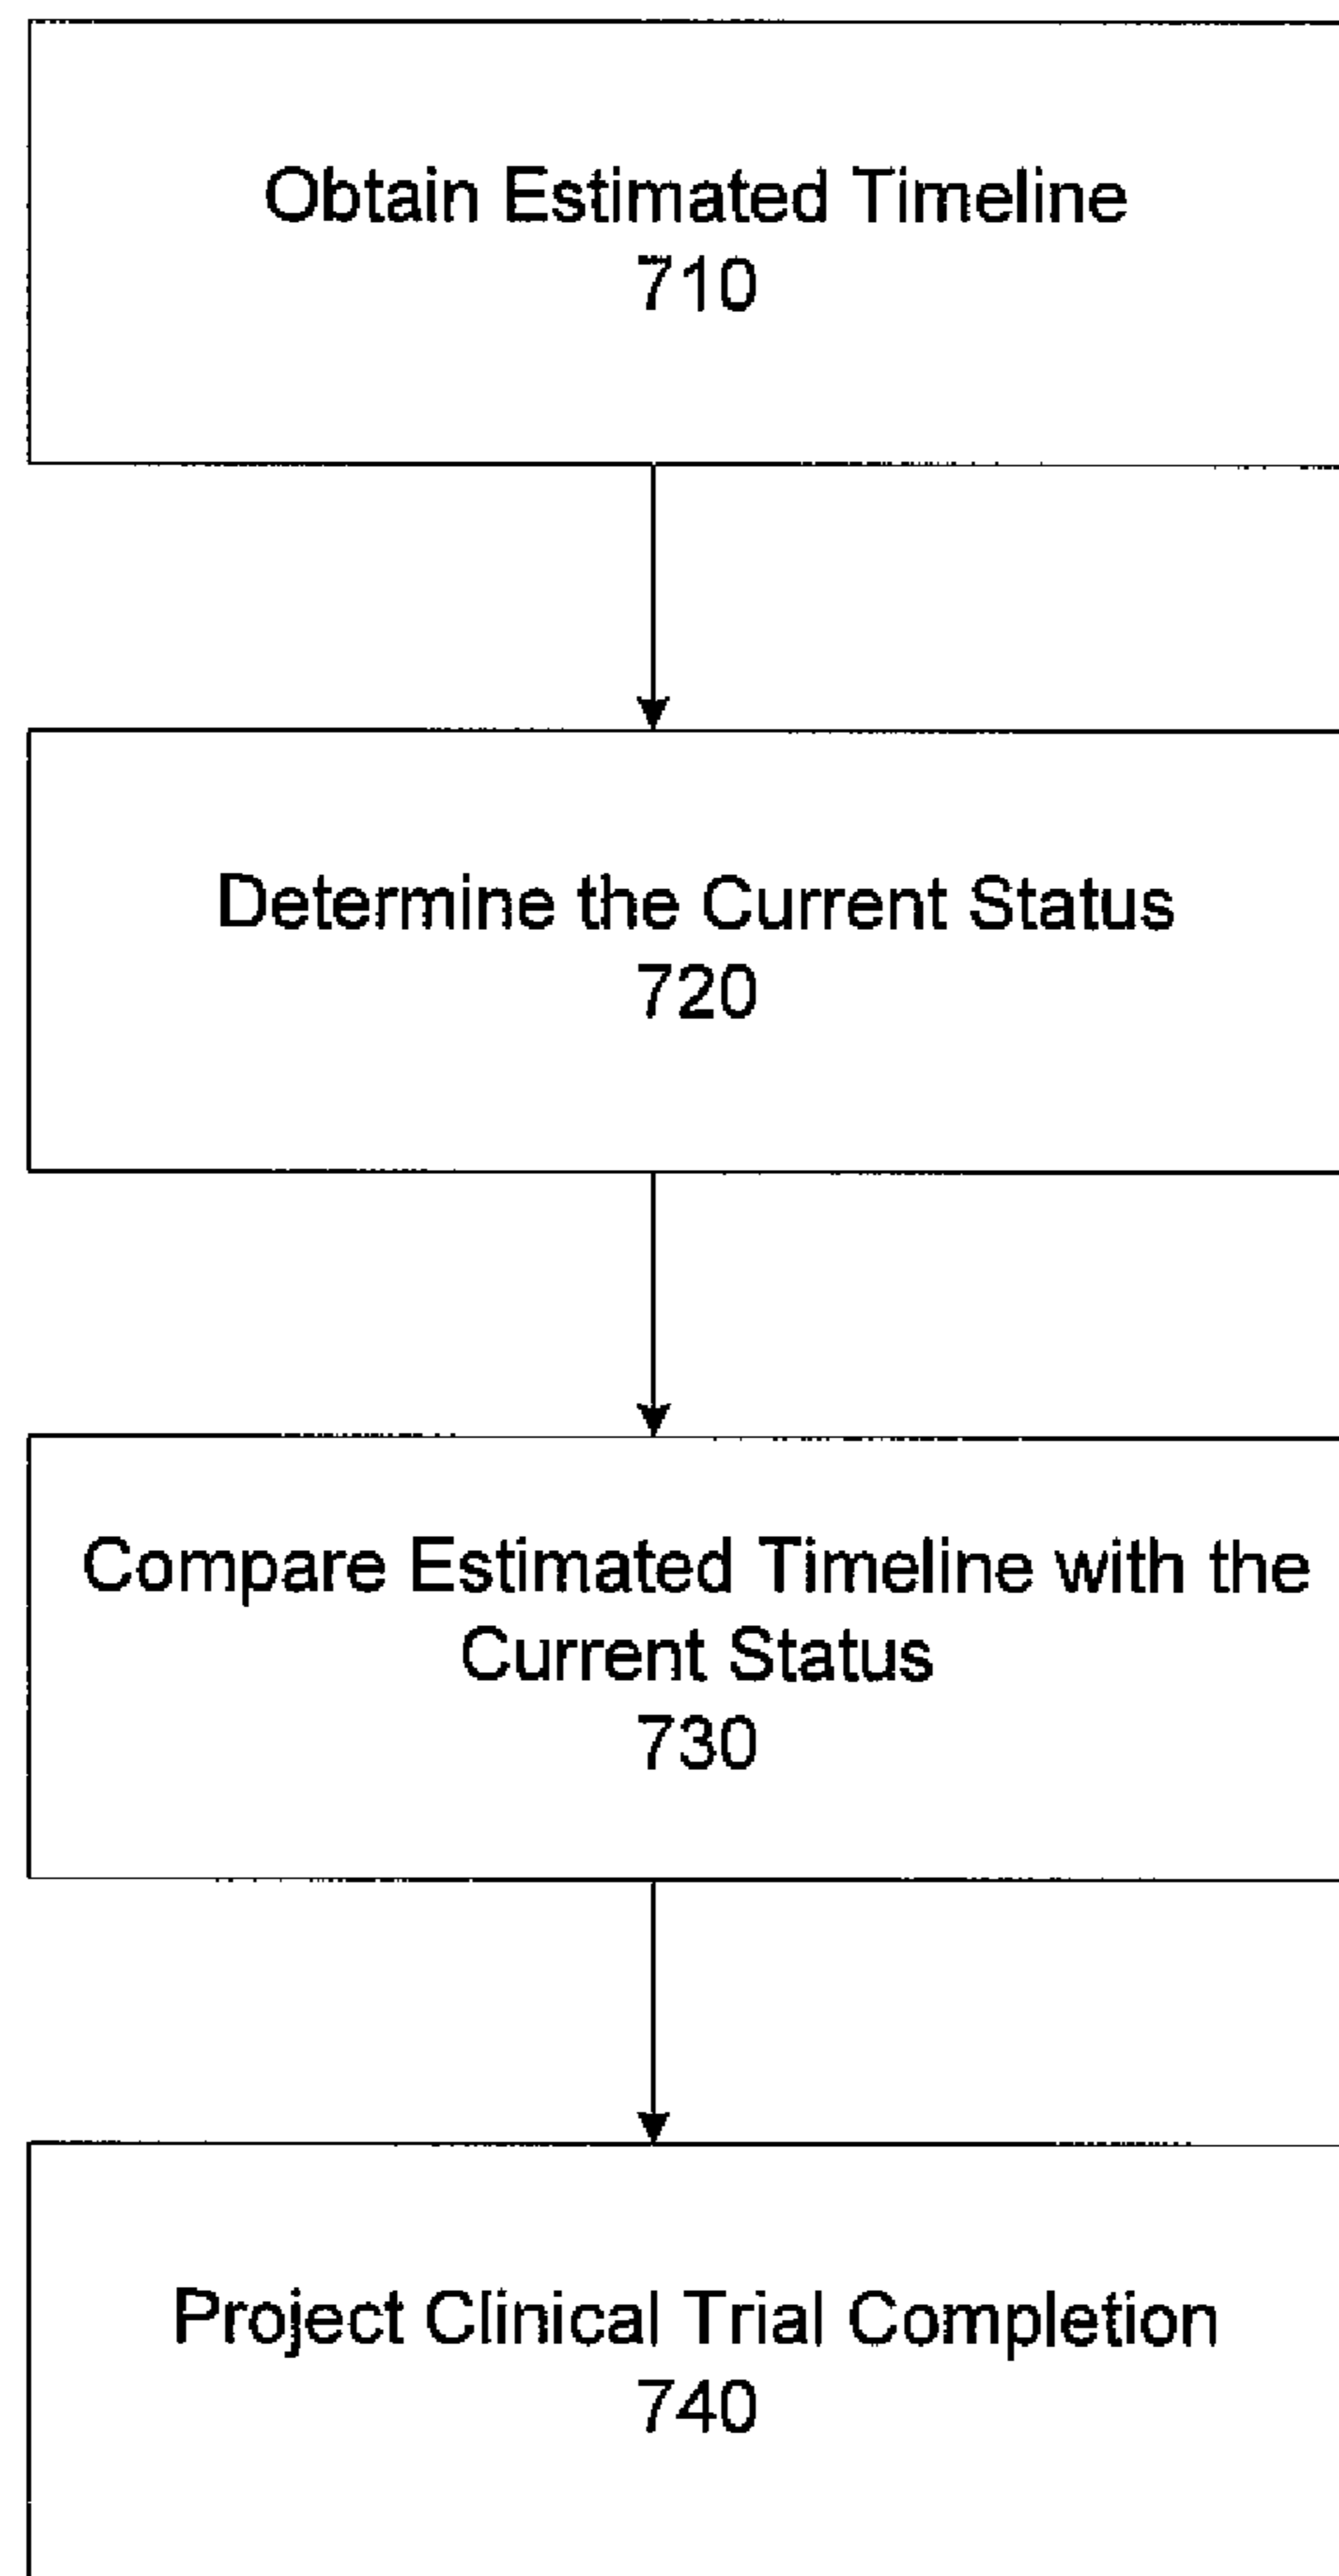 Obtain Estimated Timeline
710
Determine the Current Status
720
Compare Estimated Timeline with the
Current Status
730
Project Clinical Trial Completion
740